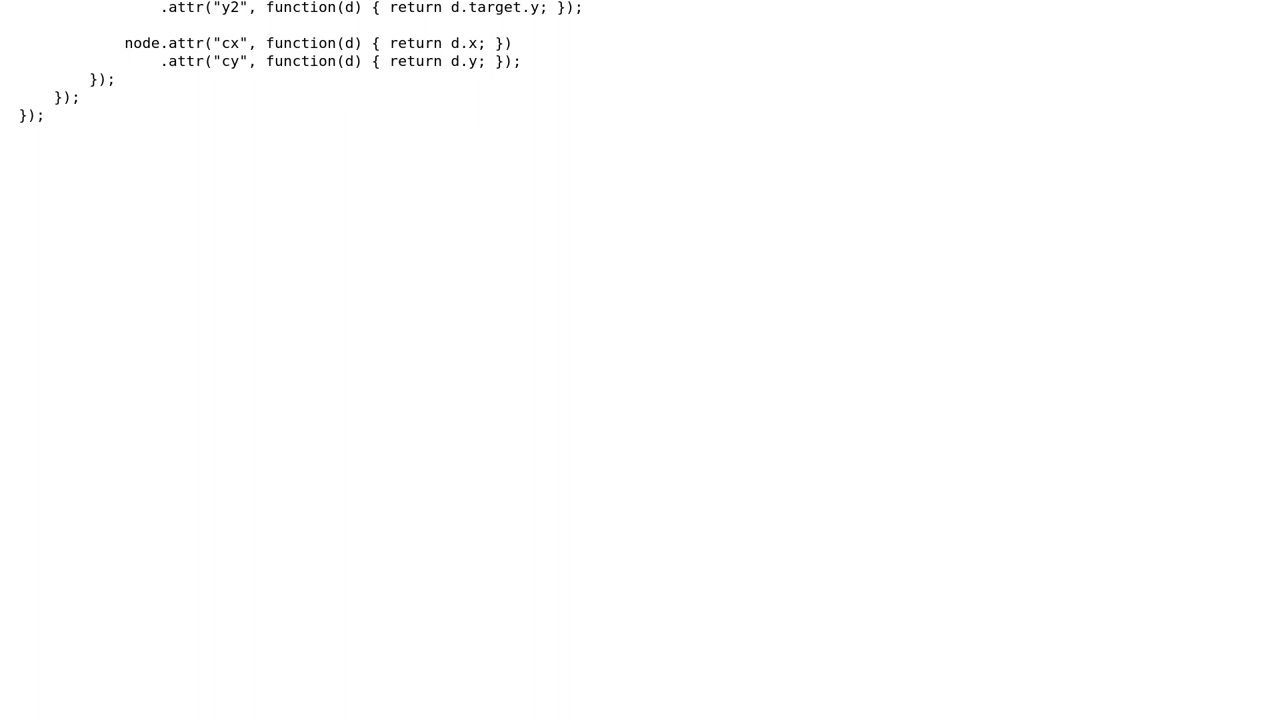 .attr("y2", function(d) { return d.target.y; });
node.attr("cx", function(d) { return d.x; })
.attr("cy", function(d) { return d.y; });
});
});
});